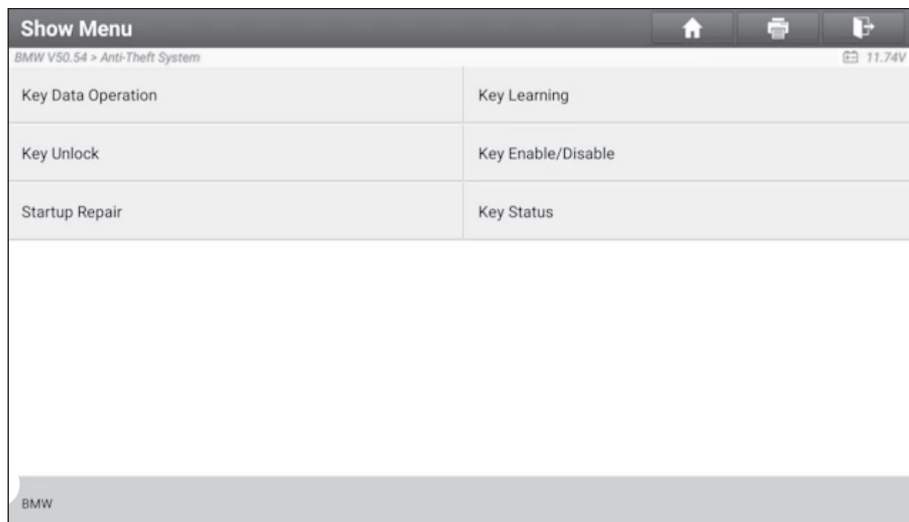 Show Menu
BMW V50.54 > Anti-Theft System
11.74V
Key Data Operation
Key Learning
Key Unlock
Key Enable/Disable
Startup Repair
Key Status
BMW